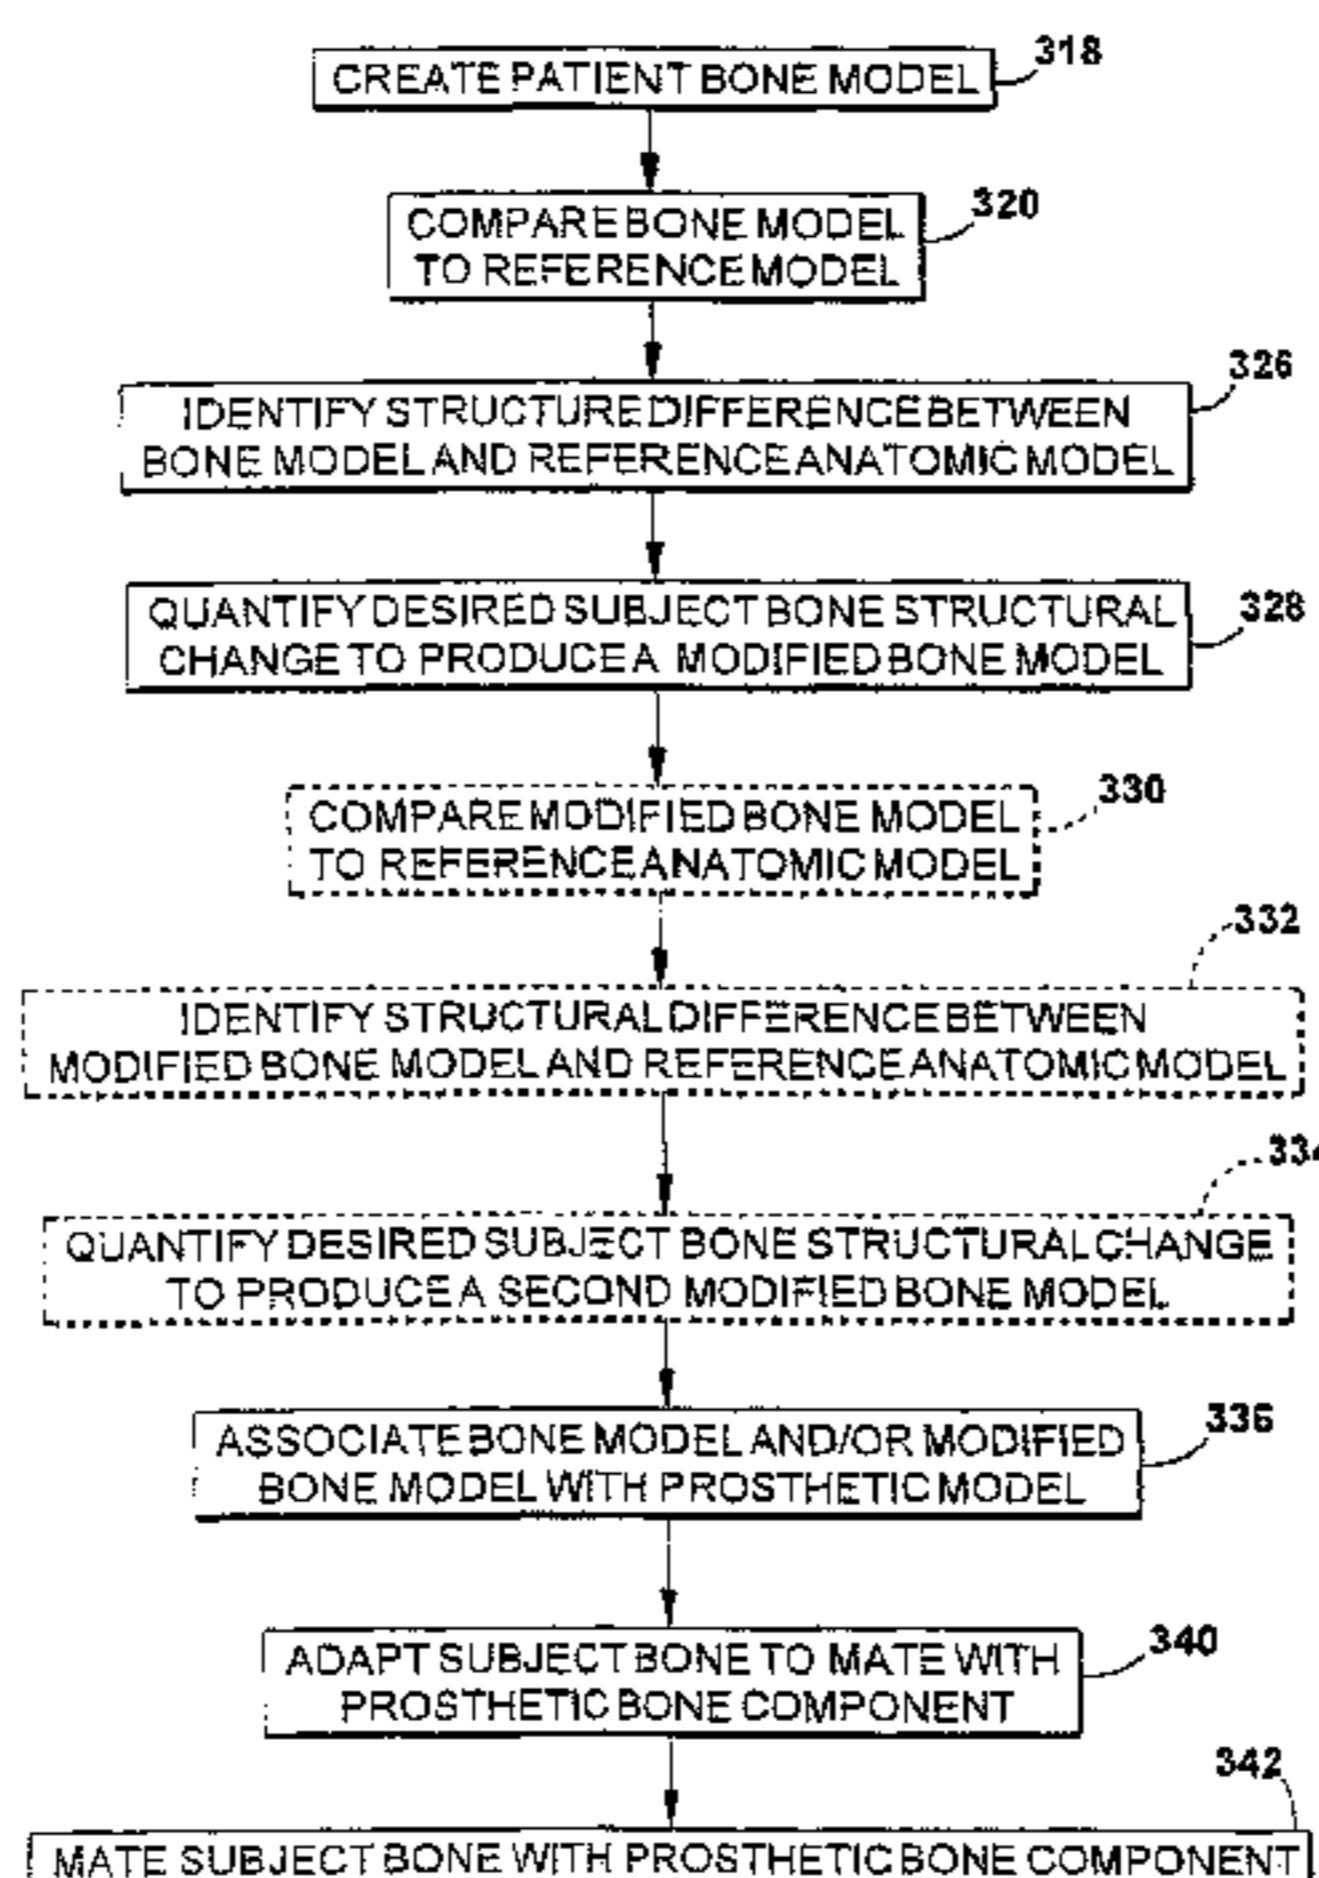 318
CREATE PATIENT BONE MODEL
320
COMPARE BONE MODEL
TO REFERENCE MODEL
326
IDENTIFY STRUCTURE DIFFERENCE BETWEEN
BONE MODEL AND REFERENCE ANATOMIC MODEL
328
QUANTIFY DESIRED SUBJECT BONE STRUCTURAL
CHANGE TO PRODUCE A MODIFIED BONE MODEL
330
COMPARE MODIFIED BONE MODEL
TO REFERENCE ANATOMIC MODEL
332
IDENTIFY STRUCTURAL DIFFERENCE BETWEEN
MODIFIED BONE MODEL AND REFERENCE ANATOMIC MODEL
334
QUANTIFY DESIRED SUBJECT BONE STRUCTURAL CHANGE
TO PRODUCE A SECOND MODIFIED BONE MODEL
336
ASSOCIATE BONE MODEL AND/OR MODIFIED
BONE MODEL WITH PROSTHETIC MODEL
340
ADAPT SUBJECT BONE TO MATE WITH
PROSTHETIC BONE COMPONENT
342
MATE SUBJECT BONE WITH PROSTHETIC BONE COMPONENT